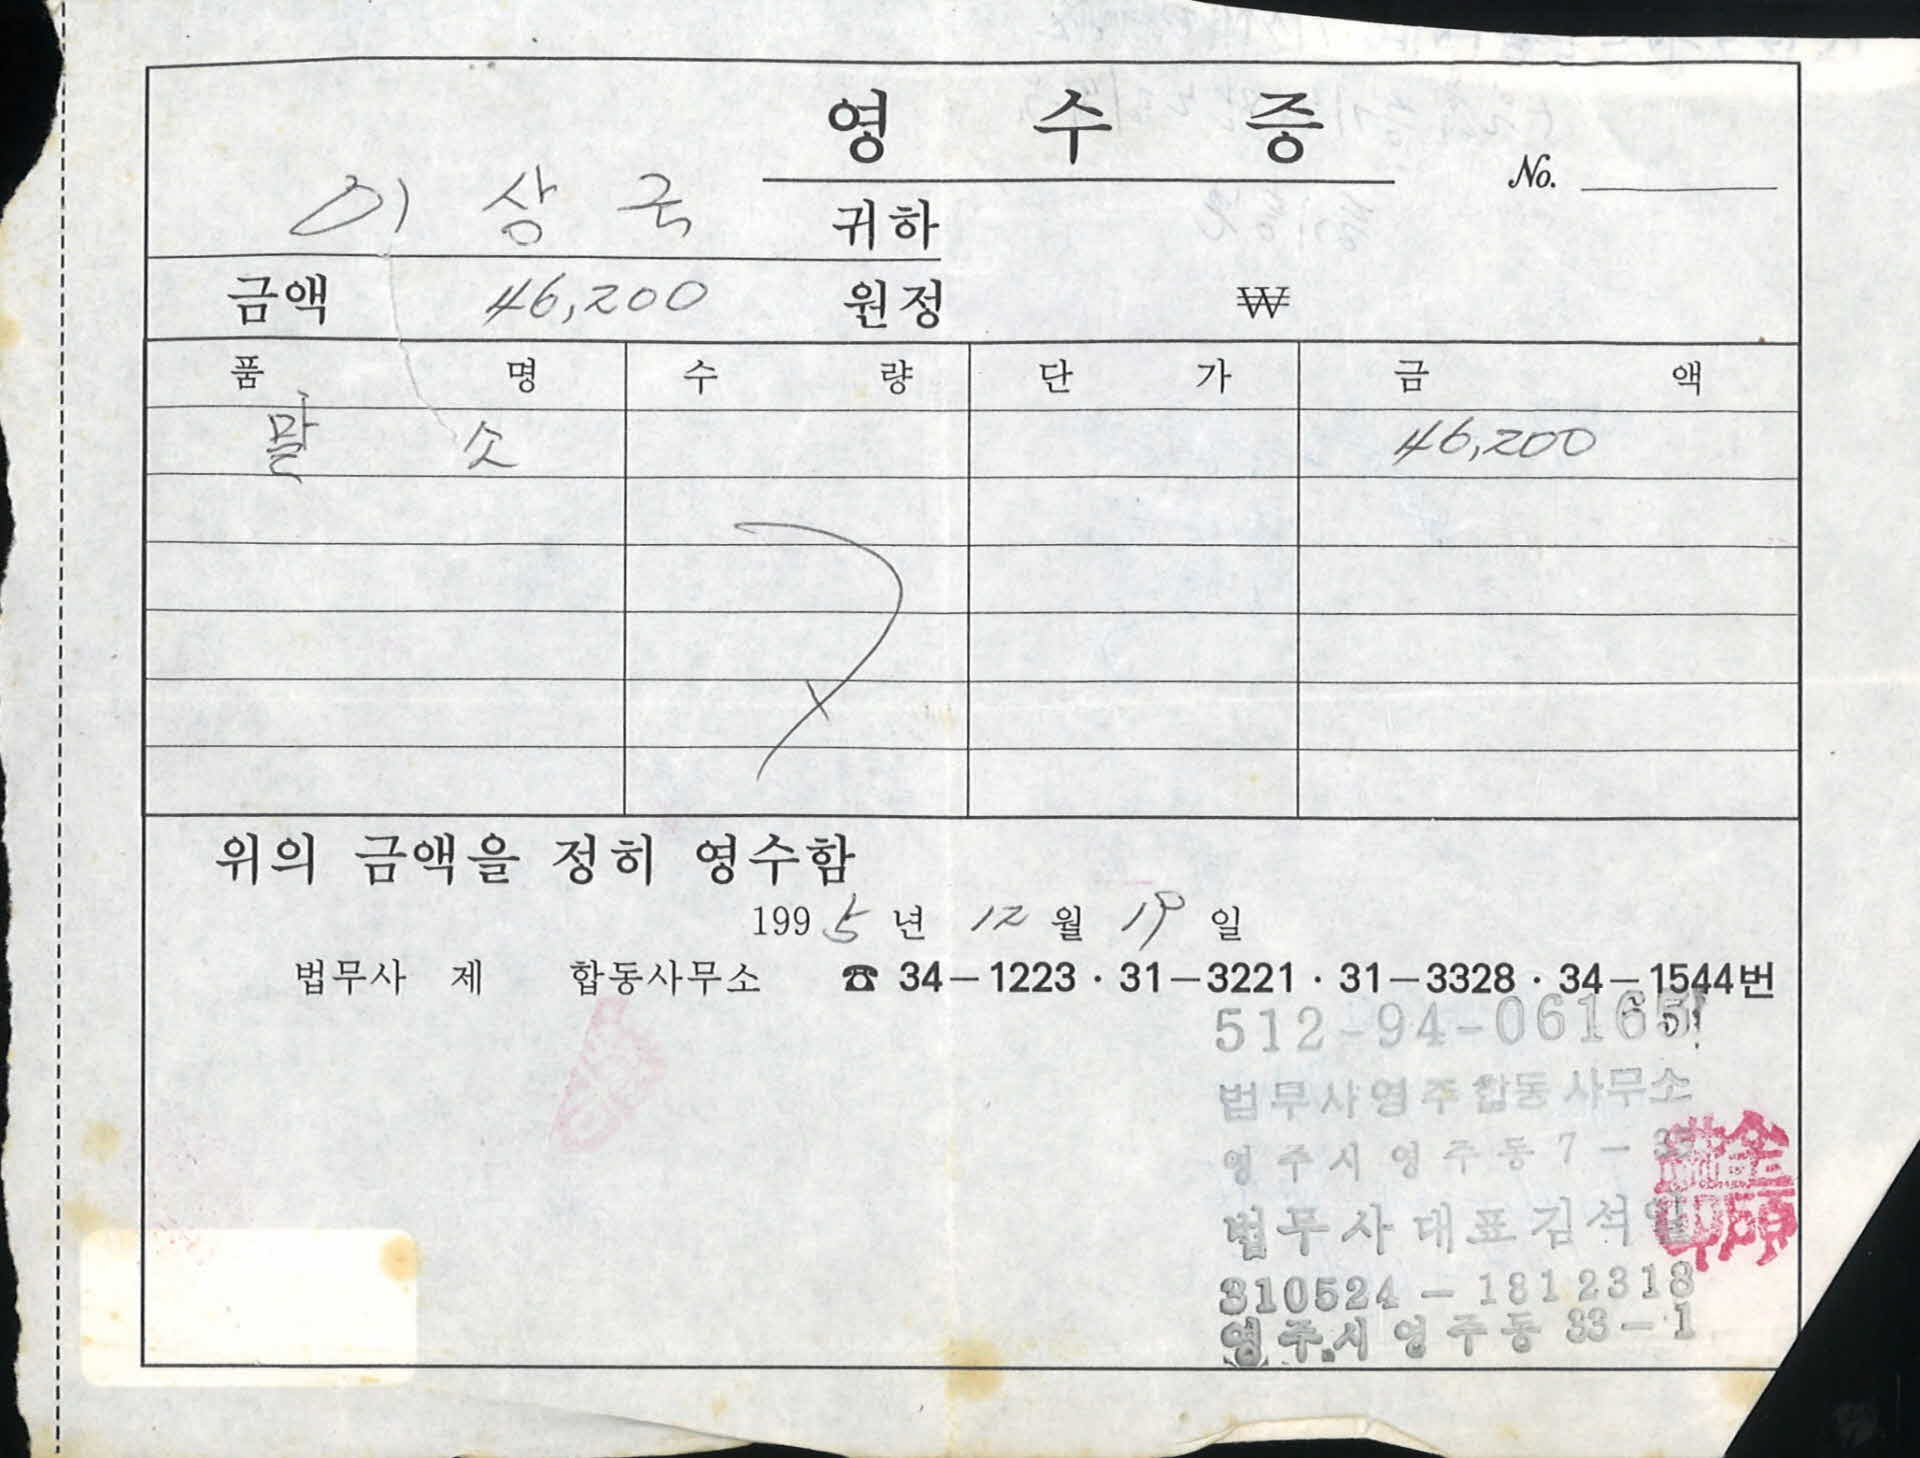 영 수 증
No.
이 상 국 귀하
금액 46,200 원정 ₩
품 명 수 량 단 가 금 액
말 소 46,200
위의 금액을 정히 영수함
1995 년 12 월 19 일
법무사 제 합동사무소 ☎ 34-1223 · 31-3221 · 31-3328 · 34-1544번
512-94-06165
법무사영주합동사무소
영주시영주동 7-
법무사대표김석일
310524-1812318
영주시영주동 33-1